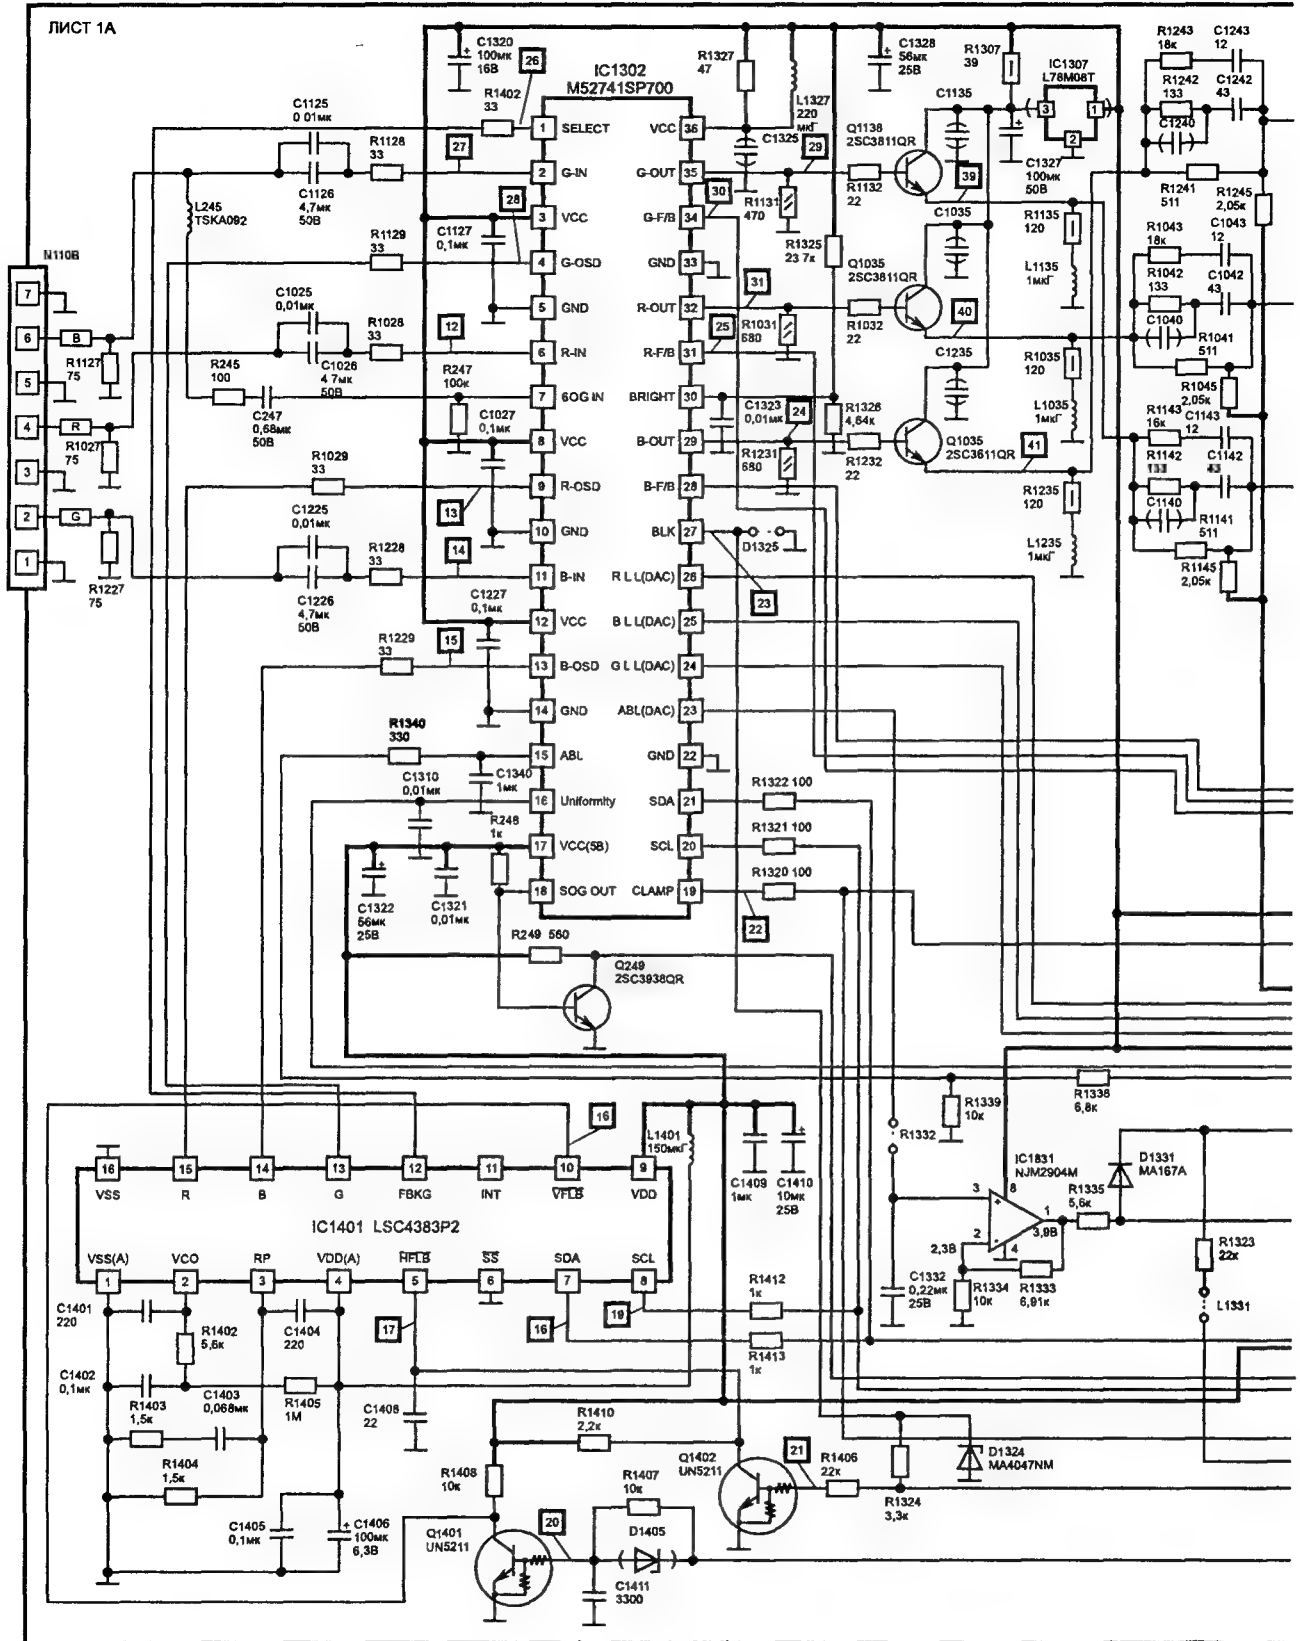 ЛИСТ 1А
C1320
100мк
16В
26
R1402
33
IC1302
M52741SP700
R1327
47
L1327
220
мкГ
C1325
C1328
56мк
25В
R1307
39
IC1307
L78M08T
C1135
Q1138
2SC3811QR
C1327
100мк
50В
R1243
18к
C1243
12
R1242
133
C1242
43
C1240
R1241
511
R1245
2,05к
C1125
0 01мк
R1128
33
27
C1126
4,7мк
50В
L245
TSKA092
28
C1127
0,1мк
R1129
33
N110B
7
6
5
4
3
2
1
B
R
G
R1127
75
R1027
75
R1227
75
C1025
0,01мк
R1028
33
12
C1026
4 7мк
50В
R245
100
C247
0,68мк
50В
R247
100к
C1027
0,1мк
R1029
33
13
C1225
0,01мк
R1228
33
14
C1226
4,7мк
50В
C1227
0,1мк
R1229
33
15
R1340
330
C1310
0,01мк
C1340
1мк
R248
1к
C1322
56мк
25В
C1321
0,01мк
R249 560
Q249
2SC3938QR
1 SELECT
2 G-IN
3 VCC
4 G-OSD
5 GND
6 R-IN
7 6OG IN
8 VCC
9 R-OSD
10 GND
11 B-IN
12 VCC
13 B-OSD
14 GND
15 ABL
16 Uniformity
17 VCC(5В)
18 SOG OUT
VCC 36
G-OUT 35
G-F/B 34
GND 33
R-OUT 32
R-F/B 31
BRIGHT 30
B-OUT 29
B-F/B 28
BLK 27
R L L(DAC) 26
B L L(DAC) 25
G L L(DAC) 24
ABL(DAC) 23
GND 22
SDA 21
SCL 20
CLAMP 19
29
30
R1131
470
R1132
22
39
C1035
R1325
23 7к
Q1035
2SC3811QR
31
25
R1031
680
R1032
22
40
C1235
R1135
120
L1135
1мкГ
R1035
120
L1035
1мкГ
C1323
0,01мк
24
R1326
4,64к
R1231
680
R1232
22
Q1035
2SC3611QR
41
R1235
120
L1235
1мкГ
D1325
23
R1043
18к
C1043
12
R1042
133
C1042
43
C1040
R1041
511
R1045
2,05к
R1143
16к
C1143
12
R1142
C1142
C1140
R1141
511
R1145
2,05к
R1322 100
R1321 100
R1320 100
22
R1339
10к
R1338
6,8к
R1332
IC1831
NJM2904M
3
8
2
1
4
2,3В
3,9В
R1335
5,6к
D1331
MA167A
R1323
22к
L1331
C1332
0,22мк
25В
R1334
10к
R1333
6,91к
16
L1401
150мкГ
C1409
1мк
C1410
10мк
25В
16 15 14 13 12 11 10 9
VSS R B G FBKG INT VFLB VDD
IC1401 LSC4383P2
VSS(A) VCO RP VDD(A) HFLB SS SDA SCL
1 2 3 4 5 6 7 8
C1401
220
R1402
5,6к
C1404
220
C1402
0,1мк
R1403
1,5к
C1403
0,068мк
R1405
1М
R1404
1,5к
C1405
0,1мк
C1406
100мк
6,3В
17
C1408
22
16
19
R1412
1к
R1413
1к
R1410
2,2к
R1408
10к
Q1401
UN5211
20
R1407
10к
D1405
C1411
3300
Q1402
UN5211
21
R1406
22к
R1324
3,3к
D1324
MA4047NM